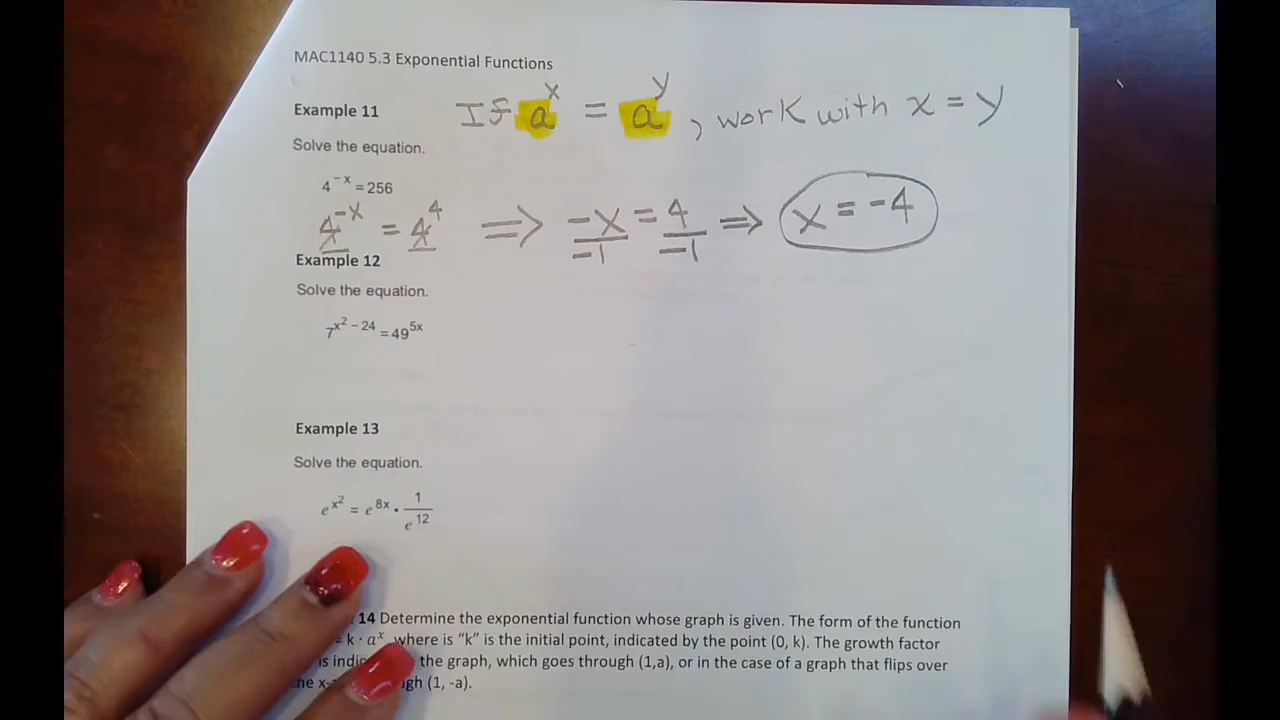 MAC1140 5.3 Exponential Functions
Example 11 If a^x = a^y, work with x = y
Solve the equation.
4^-x = 256
4^-x = 4^4 ⇒ -x/-1 = 4/-1 ⇒ x = -4
Example 12
Solve the equation.
7^x^2 - 24 = 49^5x
Example 13
Solve the equation.
e^x^2 = e^8x · 1/e^12
14 Determine the exponential function whose graph is given. The form of the function
= k · a^x, where is “k” is the initial point, indicated by the point (0, k). The growth factor
is the graph, which goes through (1,a), or in the case of a graph that flips over
(1, -a).